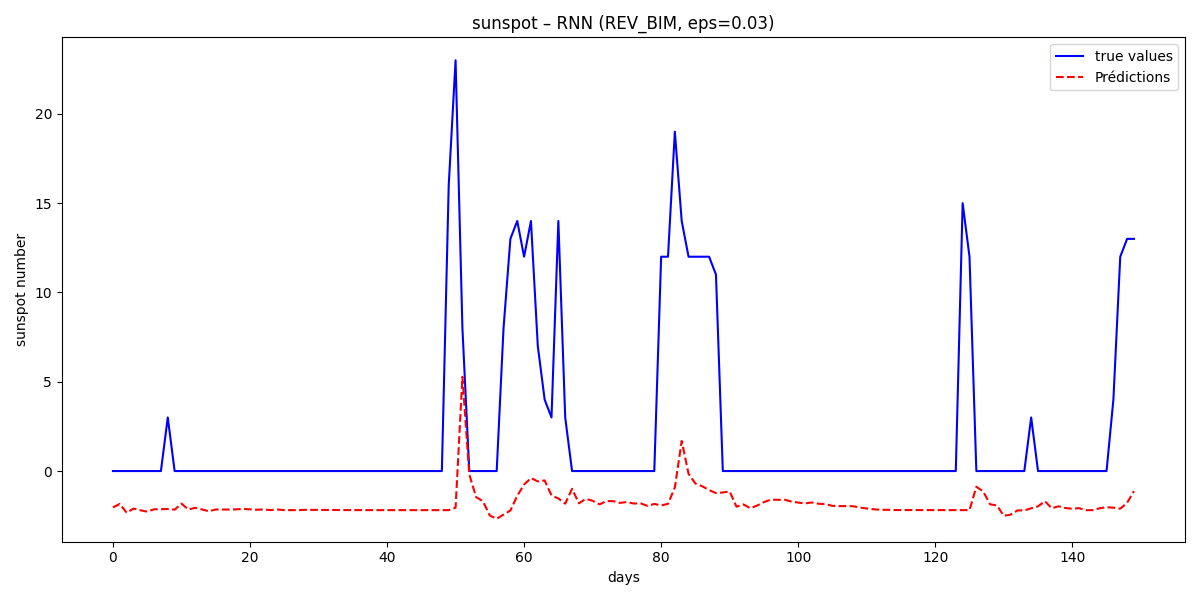 sunspot – RNN (REV_BIM, eps=0.03)
true values
Prédictions
sunspot number
20
15
10
5
0
0 20 40 60 80 100 120 140
days